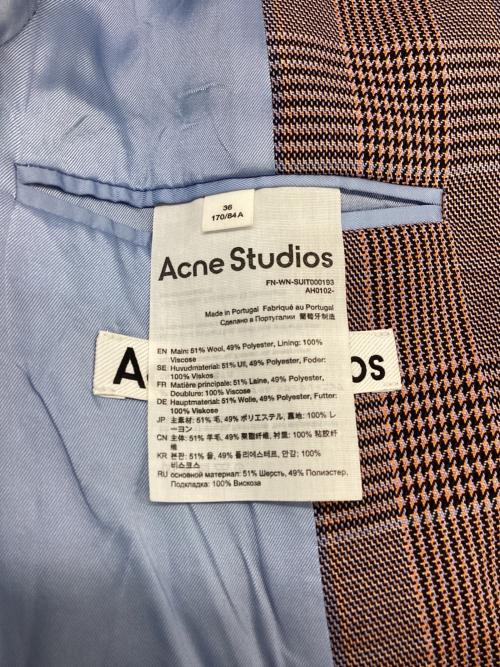 36
170/84 A
Acne Studios
FN-WN-SUIT000193
AH0102-
Made in Portugal Fabriqué au Portugal
Сделано в Португалии 葡萄牙制造
EN Main: 51% Wool, 49% Polyester, Lining: 100%
Viscose
SE Huvudmaterial: 51% Ull, 49% Polyester, Foder:
100% Viskos
FR Matière principale: 51% Laine, 49% Polyester,
Doublure: 100% Viscose
DE Hauptmaterial: 51% Wolle, 49% Polyester, Futter:
100% Viskose
JP 主素材: 51% 毛, 49% ポリエステル, 裏地: 100% レ
ーヨン
CN 主体: 51% 羊毛, 49% 聚酯纤维, 衬里: 100% 粘胶纤
维
KR 본판: 51% 울, 49% 폴리에스터, 안감: 100%
비스코스
RU основной материал: 51% Шерсть, 49% Полиэстер,
Подкладка: 100% Вискоза